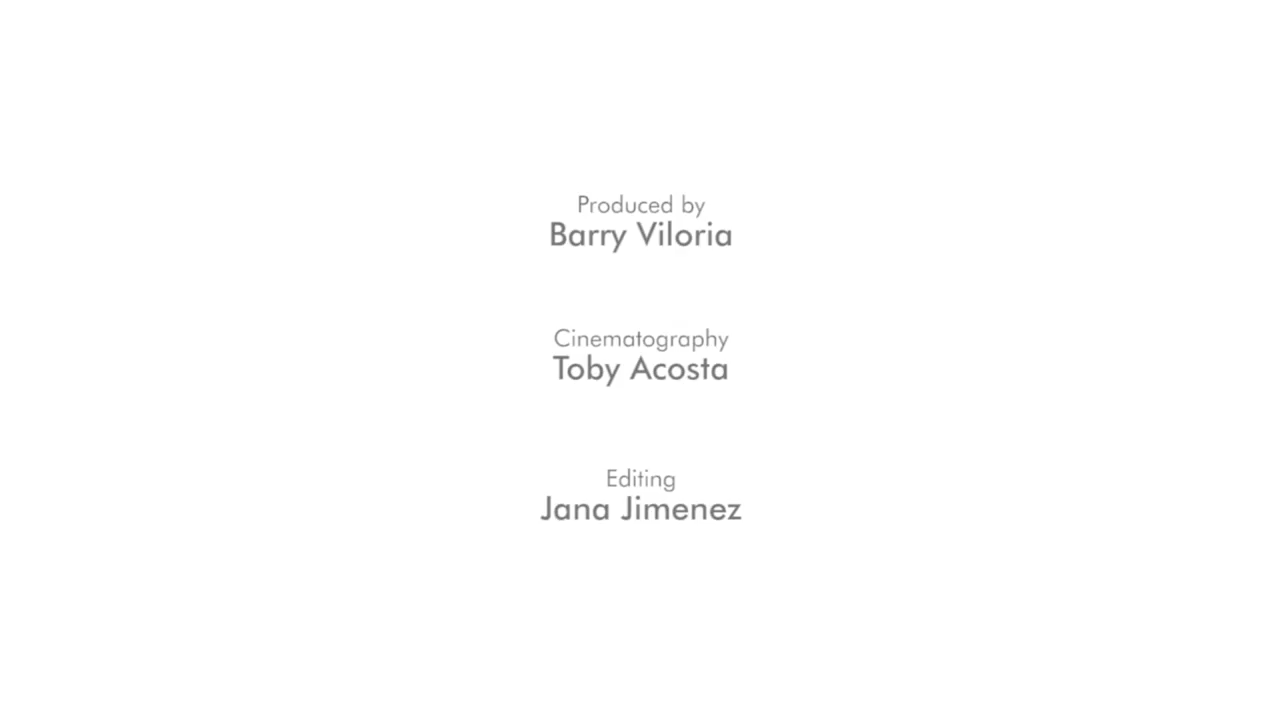 Produced by
Barry Viloria
Cinematography
Toby Acosta
Editing
Jana Jimenez